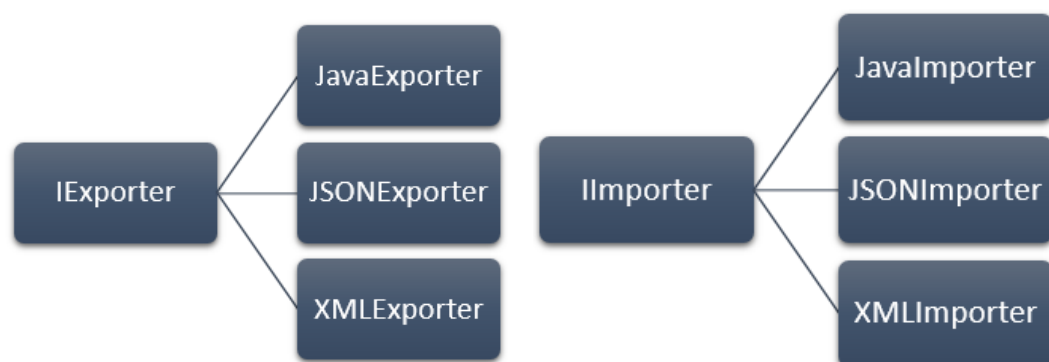 IExporter
JavaExporter
JSONExporter
XMLExporter
IImporter
JavaImporter
JSONImporter
XMLImporter